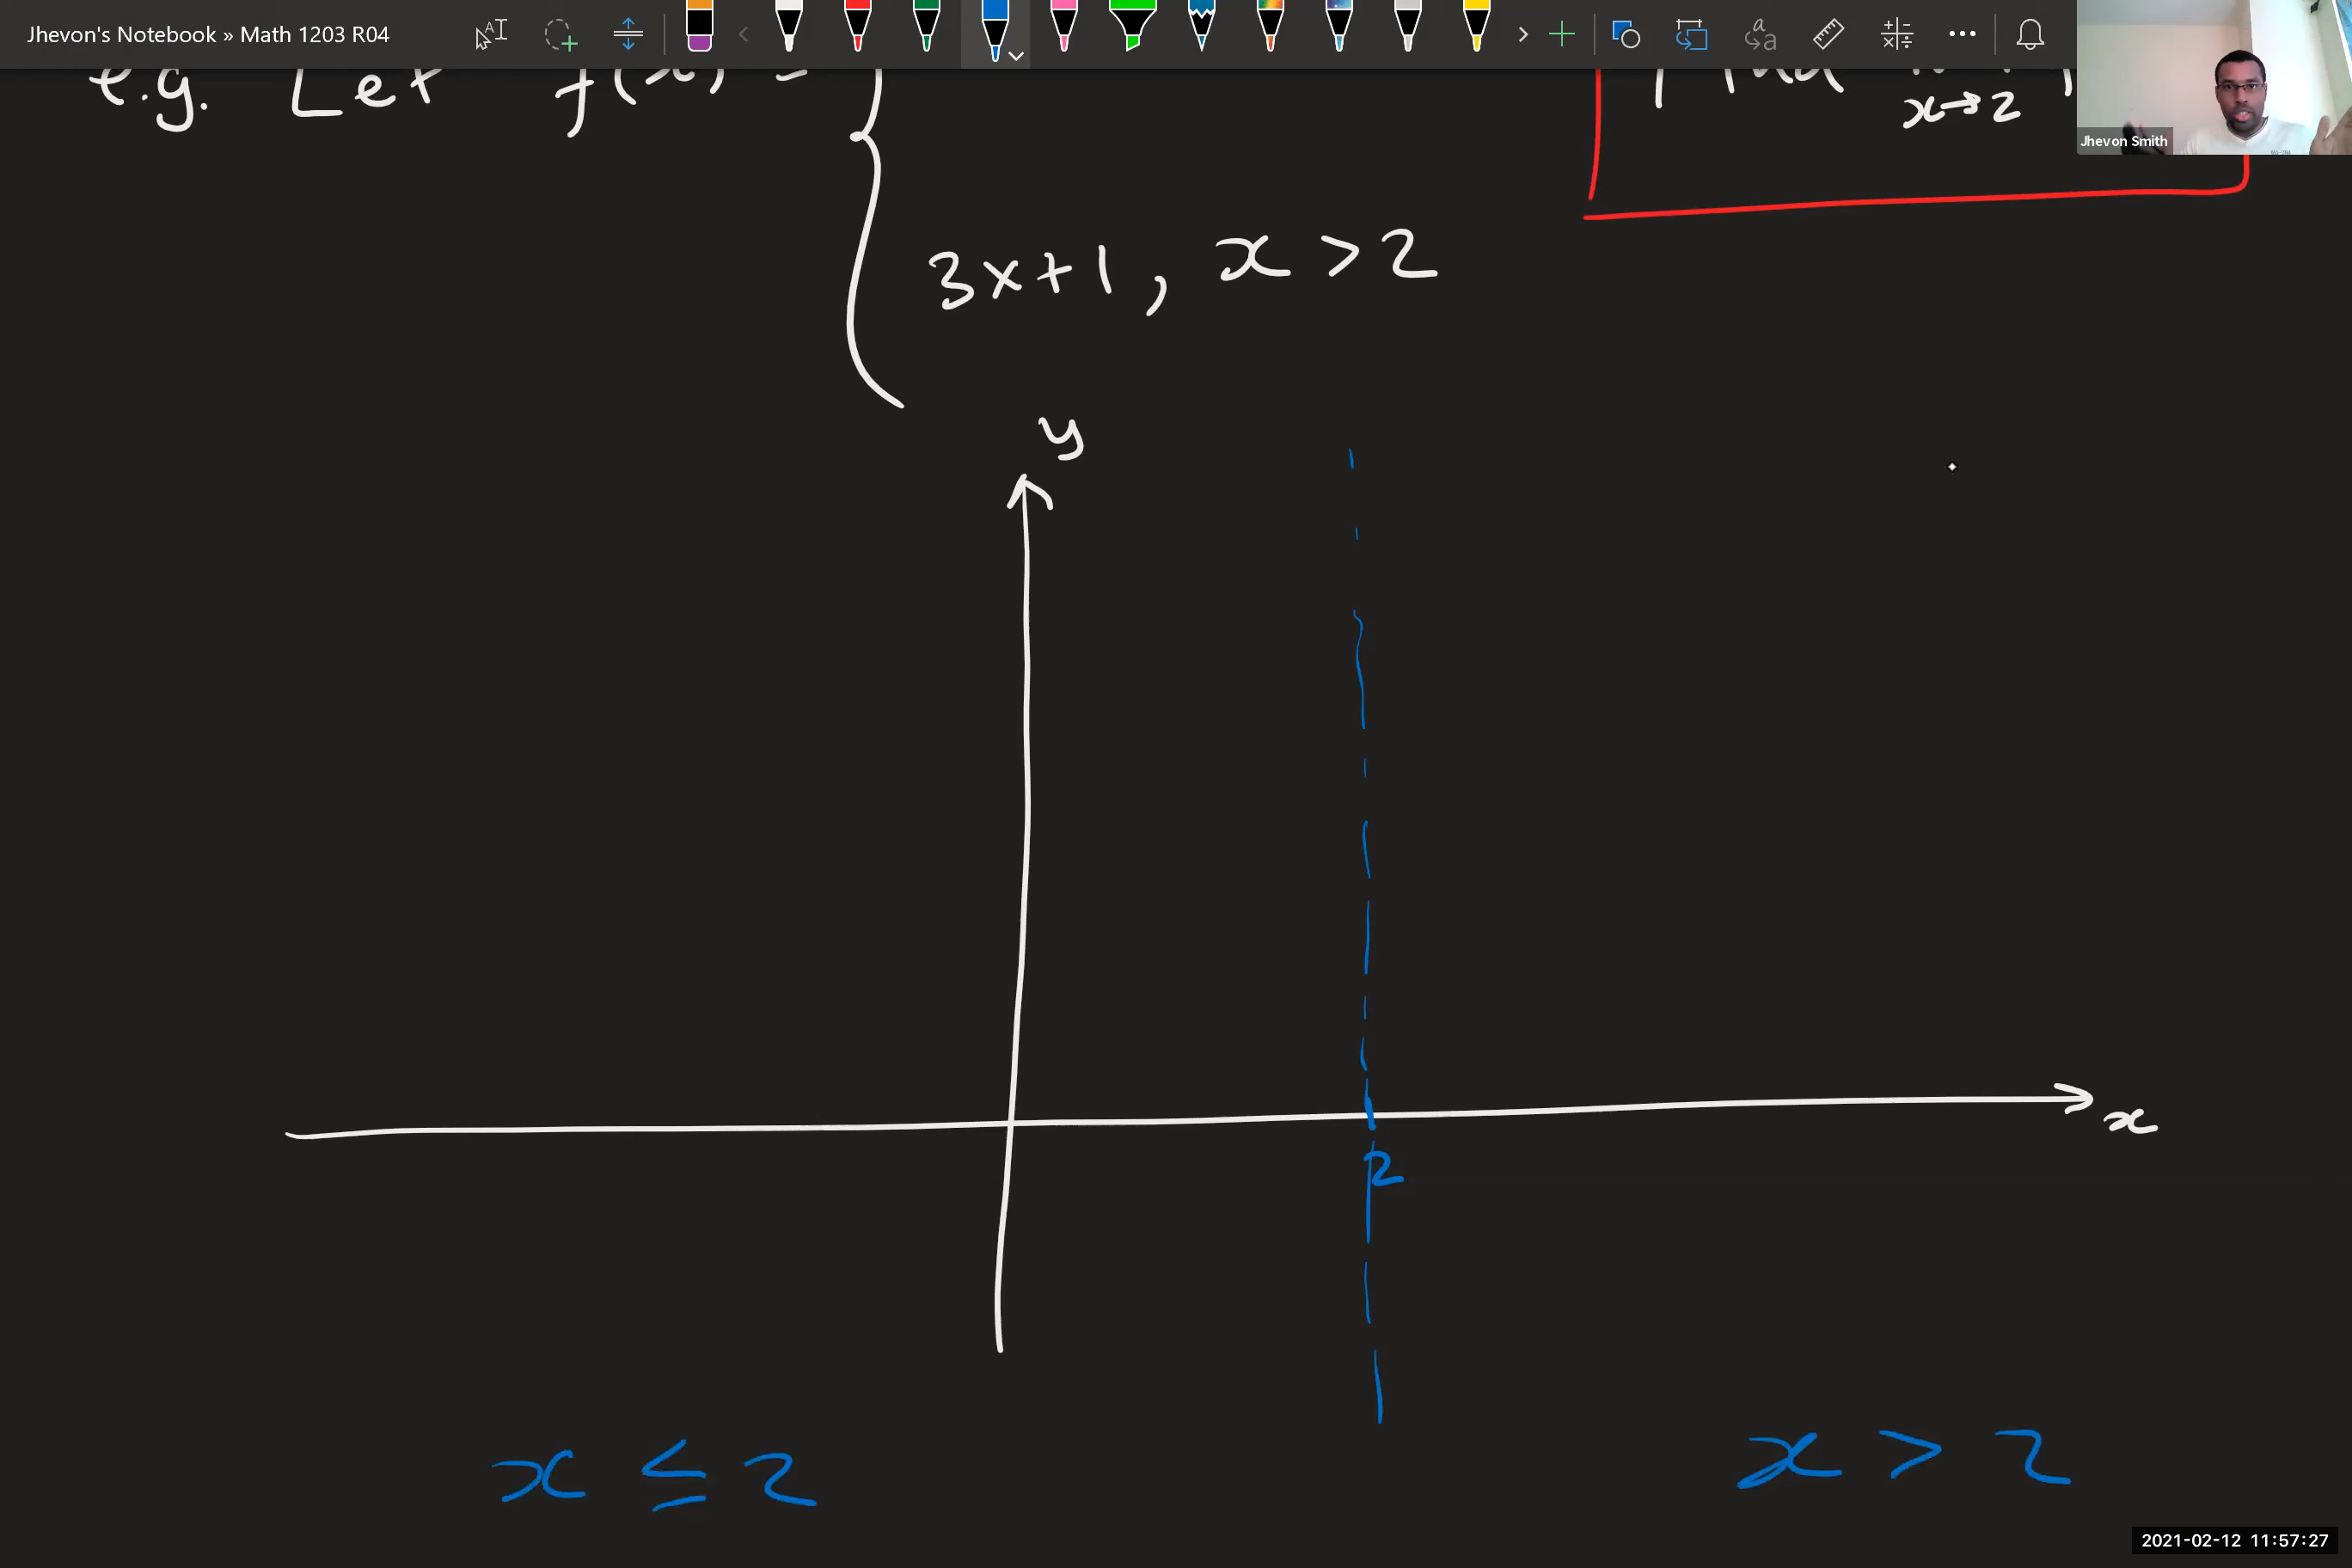 Jhevon's Notebook » Math 1203 R04
e.g. Let f(x) =
x→2
Jhevon Smith
3x+1, x > 2
y
x
2
x ≤ 2
x > 2
2021-02-12 11:57:27